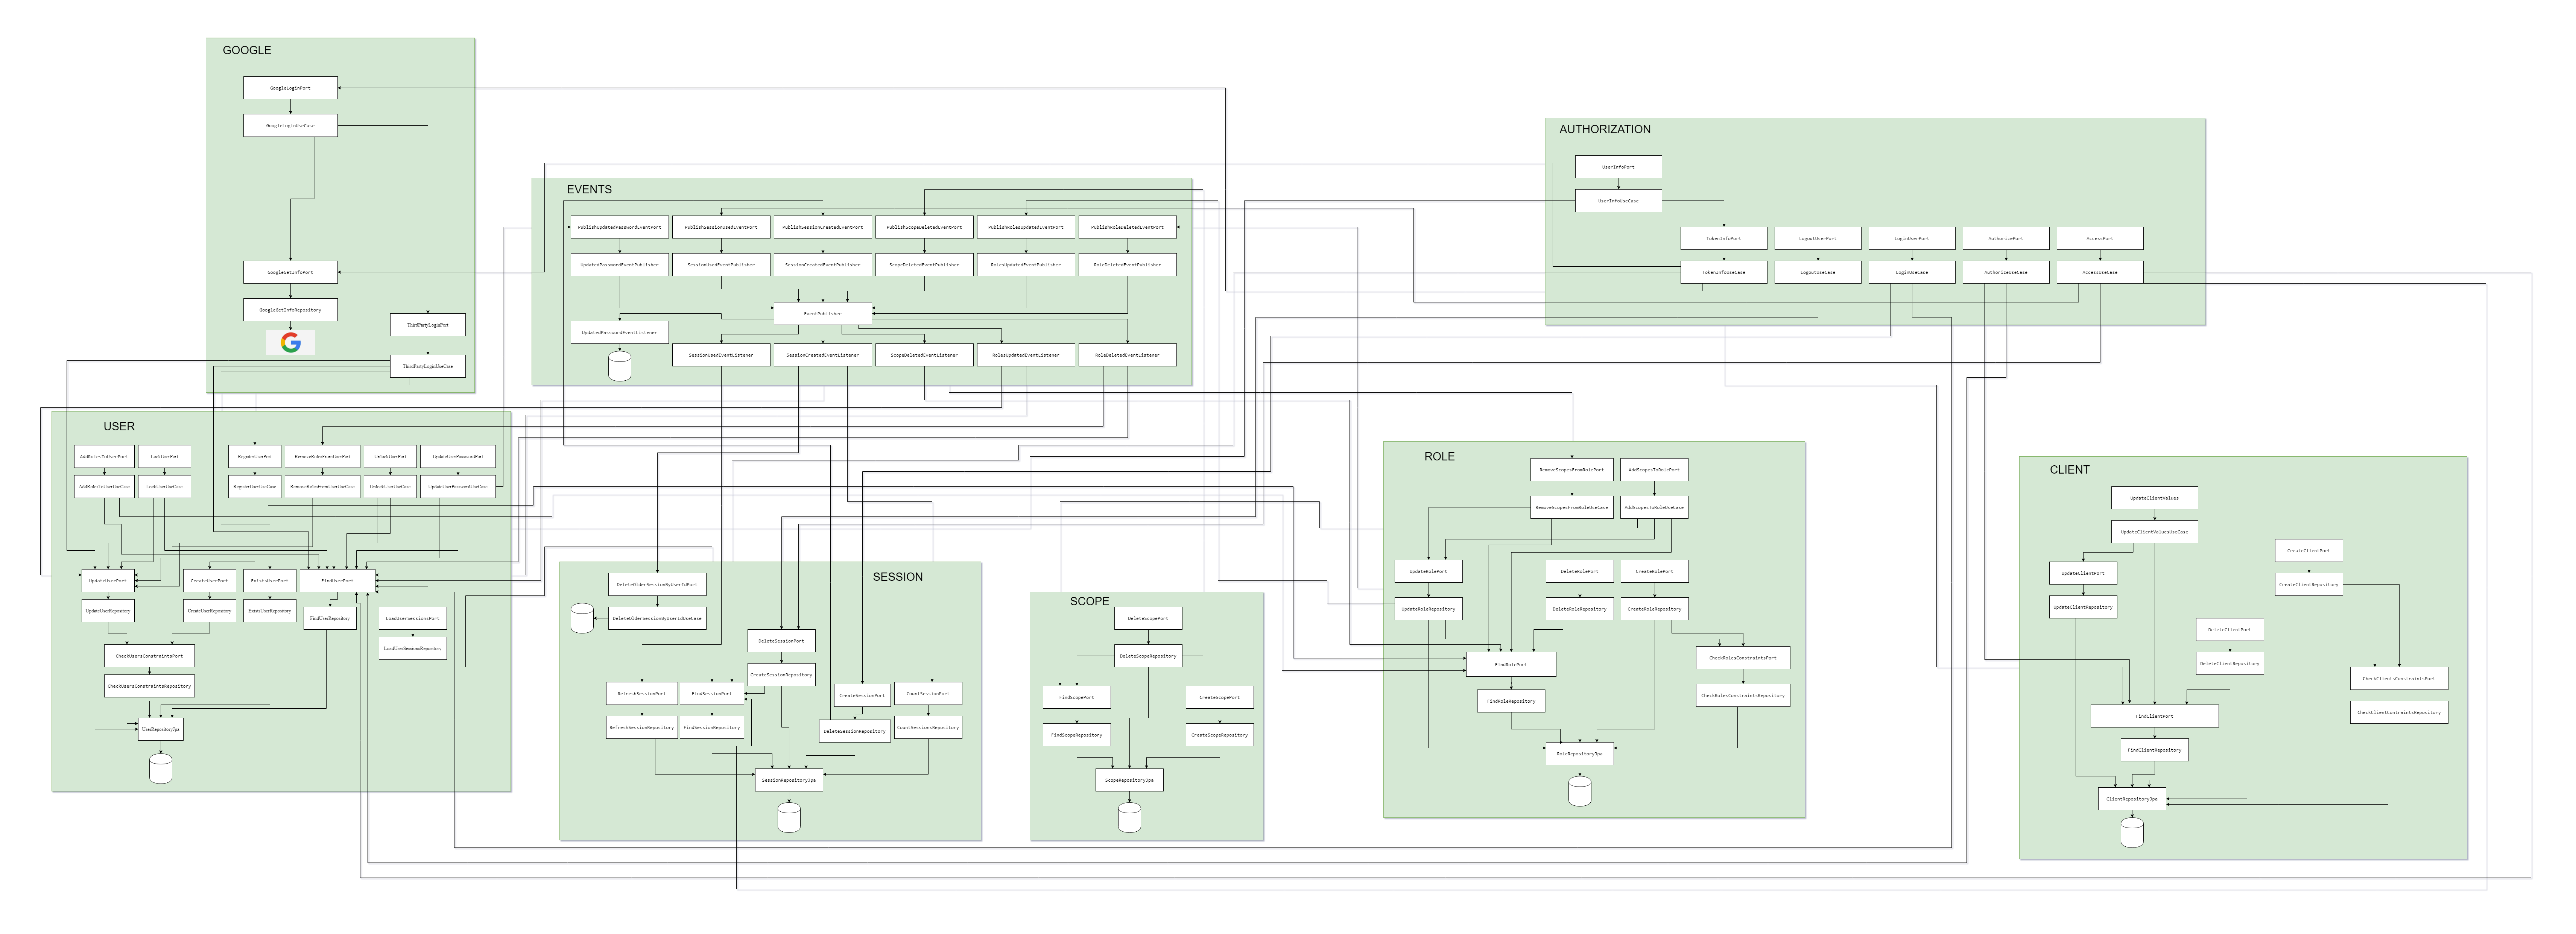 GOOGLE
GoogleLoginPort
GoogleLoginUseCase
GoogleGetInfoPort
GoogleGetInfoRepository
ThirdPartyLoginPort
ThirdPartyLoginUseCase
EVENTS
PublishUpdatedPasswordEventPort
PublishSessionUsedEventPort
PublishSessionCreatedEventPort
PublishScopeDeletedEventPort
PublishRolesUpdatedEventPort
PublishRoleDeletedEventPort
UpdatedPasswordEventPublisher
SessionUsedEventPublisher
SessionCreatedEventPublisher
ScopeDeletedEventPublisher
RolesUpdatedEventPublisher
RoleDeletedEventPublisher
EventPublisher
UpdatedPasswordEventListener
SessionUsedEventListener
SessionCreatedEventListener
ScopeDeletedEventListener
RolesUpdatedEventListener
RoleDeletedEventListener
AUTHORIZATION
UserInfoPort
UserInfoUseCase
TokenInfoPort
LogoutUserPort
LoginUserPort
AuthorizePort
AccessPort
TokenInfoUseCase
LogoutUseCase
LoginUseCase
AuthorizeUseCase
AccessUseCase
USER
AddRolesToUserPort
LockUserPort
RegisterUserPort
RemoveRolesFromUserPort
UnlockUserPort
UpdateUserPasswordPort
AddRolesToUserUseCase
LockUserUseCase
RegisterUserUseCase
RemoveRolesFromUserUseCase
UnlockUserUseCase
UpdateUserPasswordUseCase
UpdateUserPort
CreateUserPort
ExistsUserPort
FindUserPort
UpdateUserRepository
CreateUserRepository
ExistsUserRepository
FindUserRepository
LoadUserSessionsPort
LoadUserSessionsRepository
CheckUsersConstraintsPort
CheckUsersConstraintsRepository
UserRepositoryJpa
SESSION
DeleteOlderSessionByUserIdPort
DeleteOlderSessionByUserIdUseCase
DeleteSessionPort
CreateSessionRepository
RefreshSessionPort
FindSessionPort
CreateSessionPort
CountSessionPort
RefreshSessionRepository
FindSessionRepository
DeleteSessionRepository
CountSessionsRepository
SessionRepositoryJpa
SCOPE
DeleteScopePort
DeleteScopeRepository
FindScopePort
CreateScopePort
FindScopeRepository
CreateScopeRepository
ScopeRepositoryJpa
ROLE
RemoveScopesFromRolePort
AddScopesToRolePort
RemoveScopesFromRoleUseCase
AddScopesToRoleUseCase
UpdateRolePort
DeleteRolePort
CreateRolePort
UpdateRoleRepository
DeleteRoleRepository
CreateRoleRepository
FindRolePort
CheckRolesConstraintsPort
FindRoleRepository
CheckRolesConstraintsRepository
RoleRepositoryJpa
CLIENT
UpdateClientValues
UpdateClientValuesUseCase
CreateClientPort
UpdateClientPort
CreateClientRepository
UpdateClientRepository
DeleteClientPort
DeleteClientRepository
CheckClientsConstraintsPort
FindClientPort
CheckClientContraintsRepository
FindClientRepository
ClientRepositoryJpa